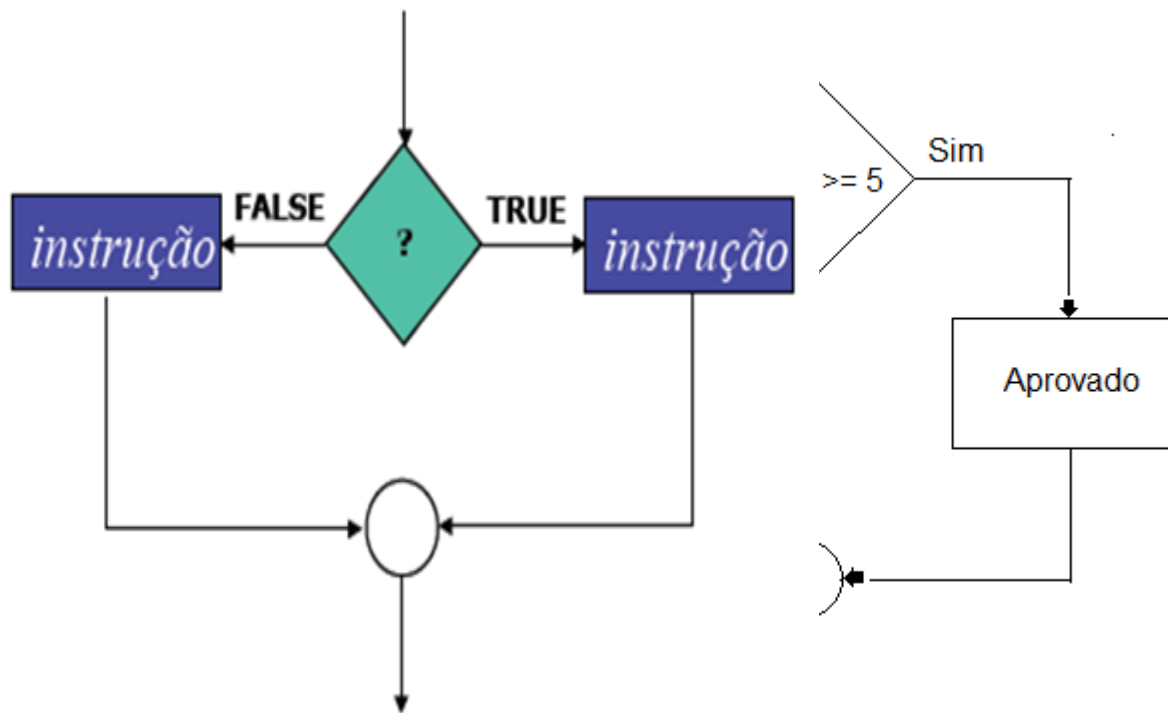 FALSE
TRUE
instrução
?
instrução
Sim
>= 5
Aprovado